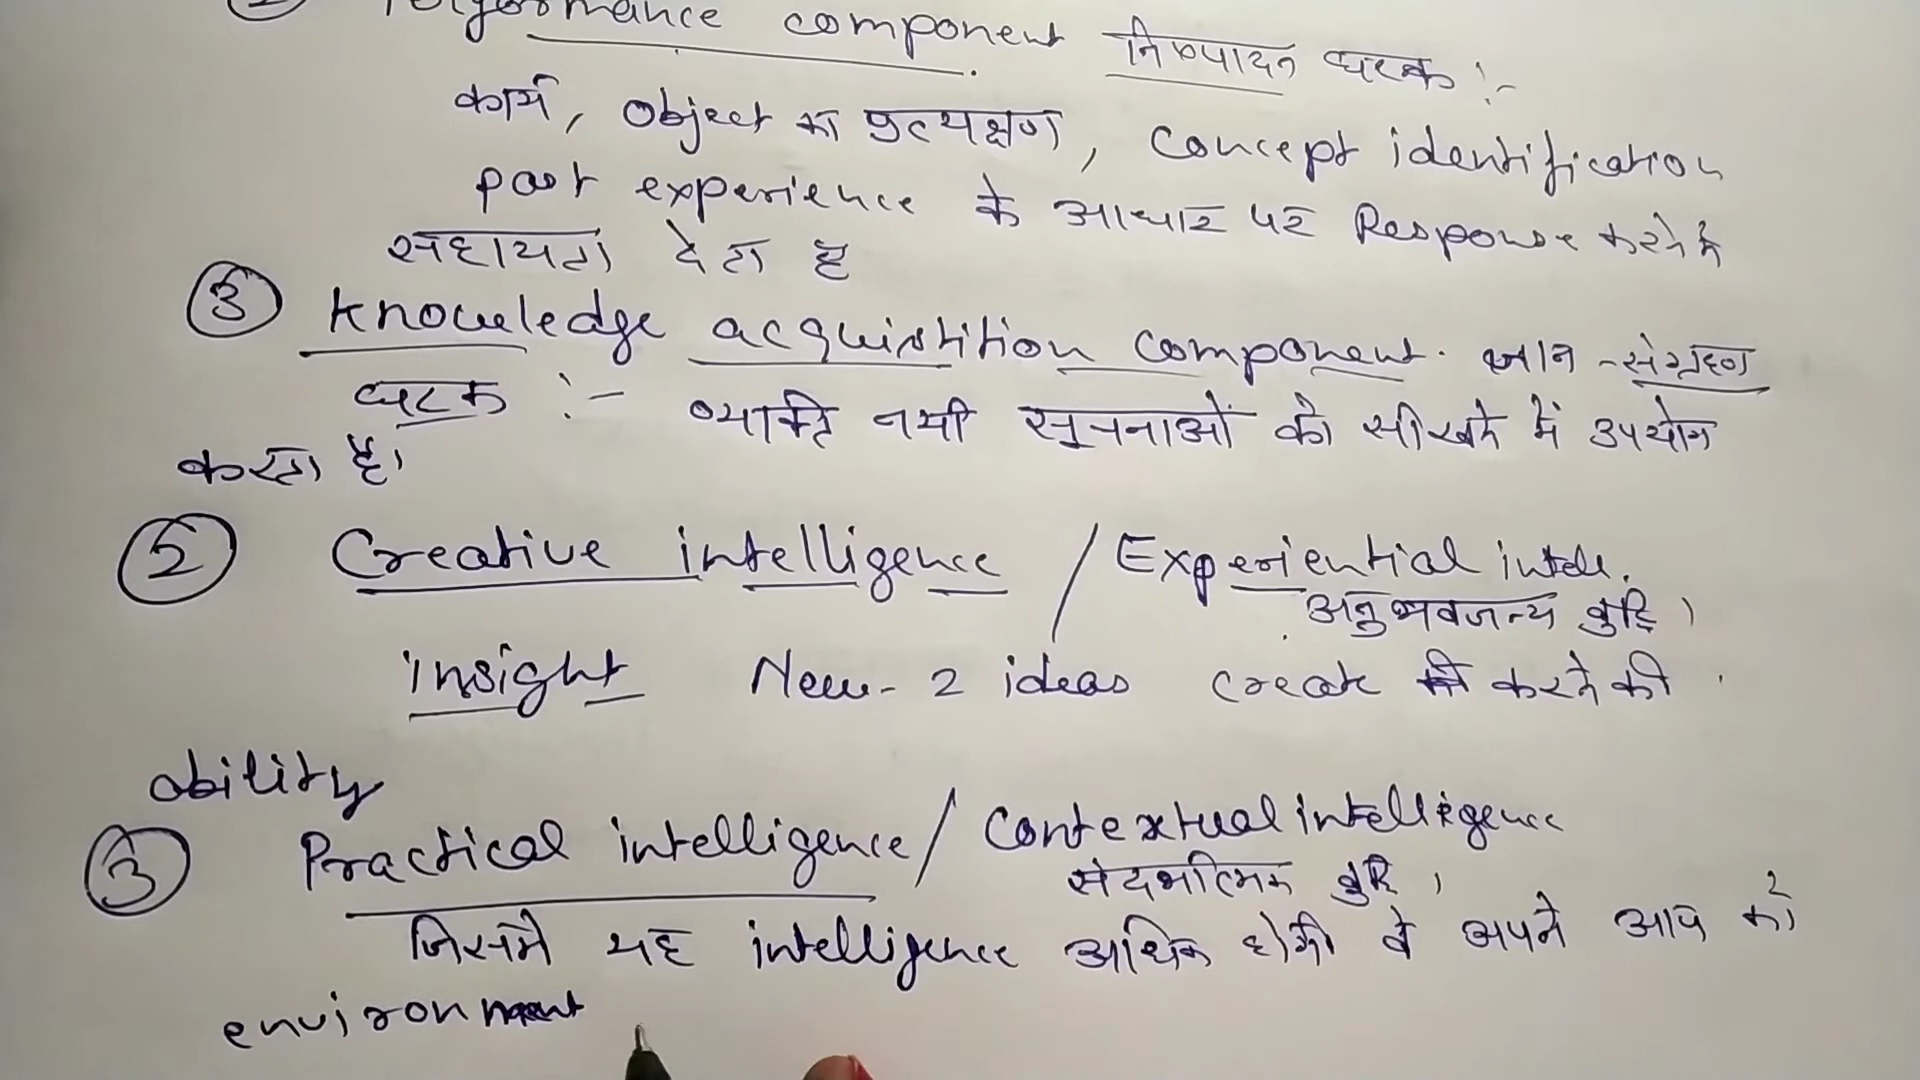 ② Performance component निष्पादन घटक :-
कार्य, Object का प्रत्यक्षण, Concept identification
past experience के आधार पर Response करने में
सहायता देता है
③ Knowledge acquistition component. ज्ञान -संग्रहण
घटक :- व्यक्ति नयी सूचनाओं को सीखने में उपयोग
करता है।
② Creative intelligence / Experiential intell.
अनुभवजन्य बुद्धि।
insight New-2 ideas create करने की
ability
③ Practical intelligence / Contextual intelligence
संदर्भात्मक बुद्धि।
जिसमें यह intelligence अधिक होगी वे अपने आप को
environment